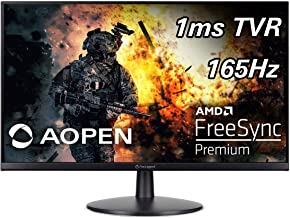 1ms TVR
165Hz
AOPEN
AMD
FreeSync
Premium